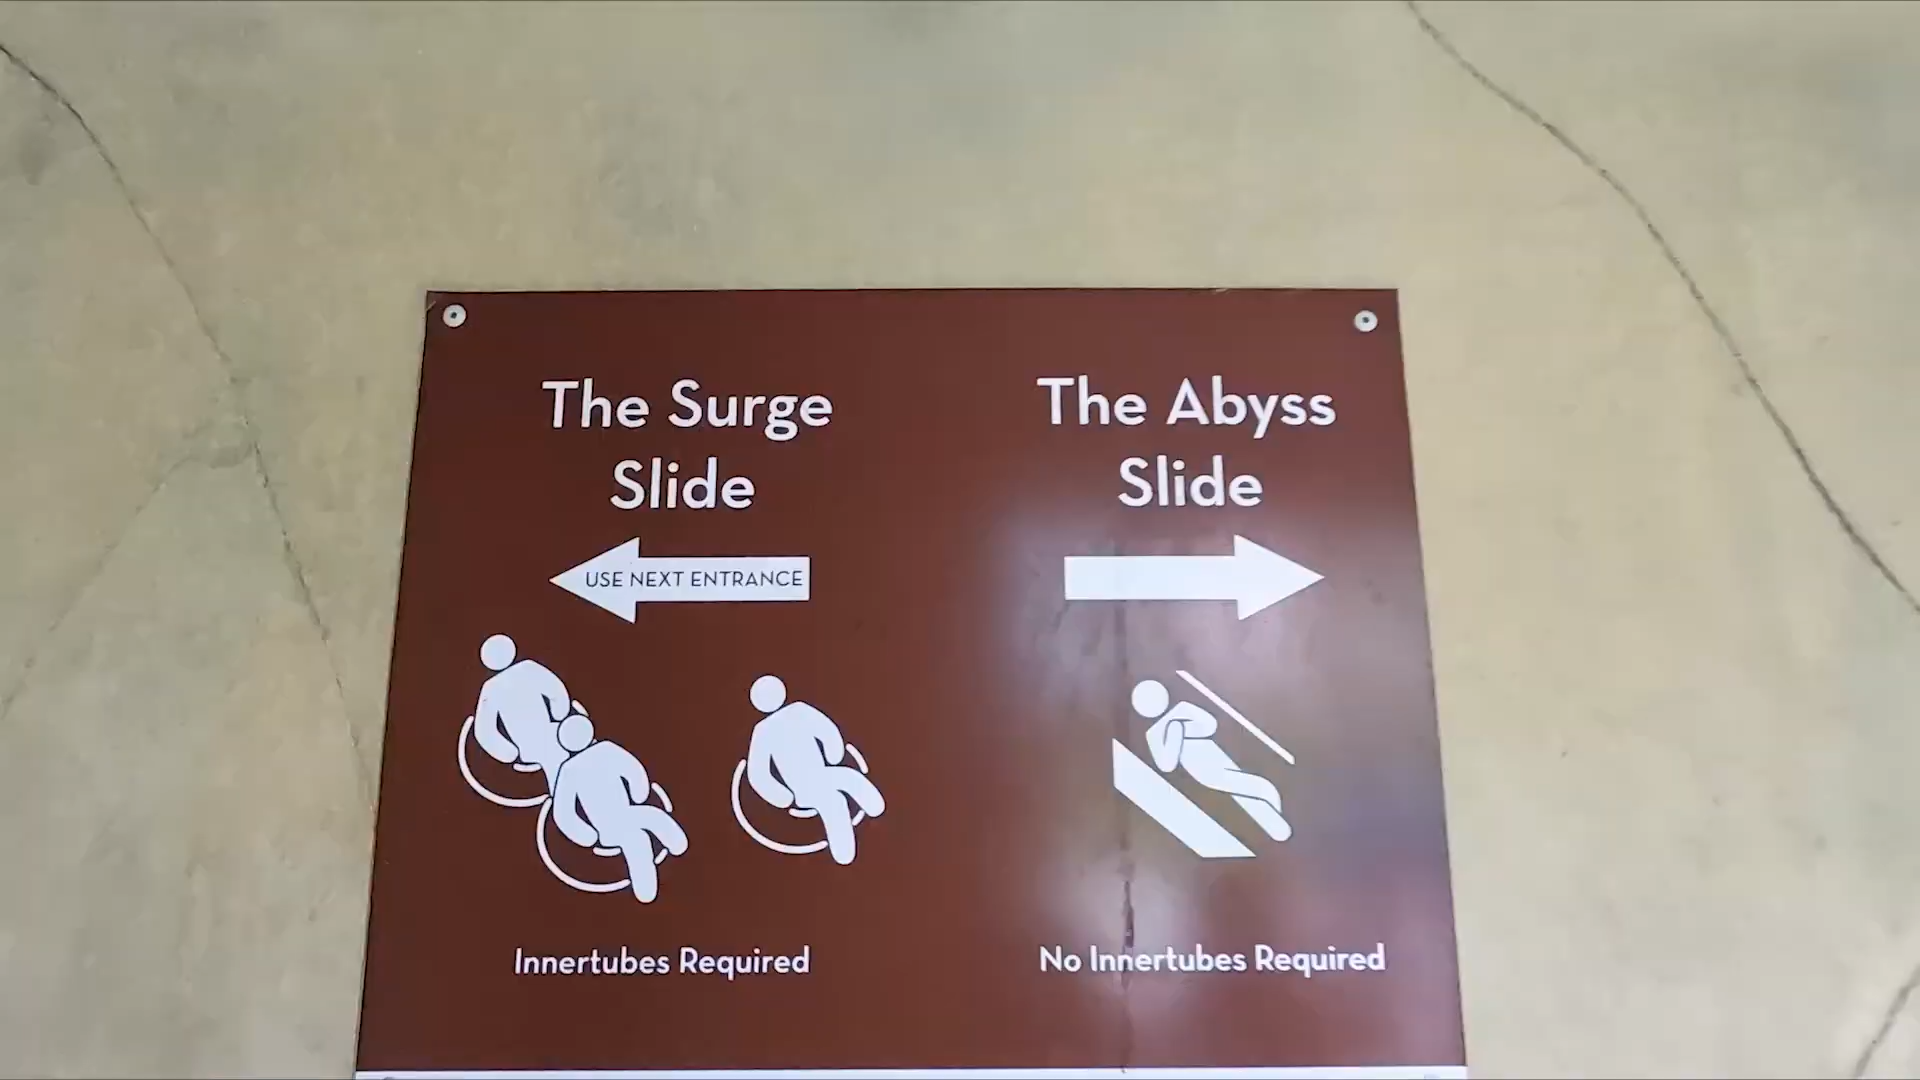 The Surge
Slide
USE NEXT ENTRANCE
Innertubes Required
The Abyss
Slide
No Innertubes Required